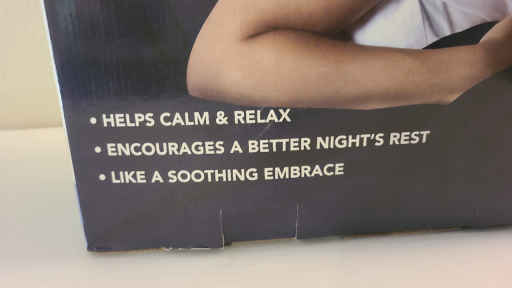 • HELPS CALM & RELAX
• ENCOURAGES A BETTER NIGHT'S REST
• LIKE A SOOTHING EMBRACE